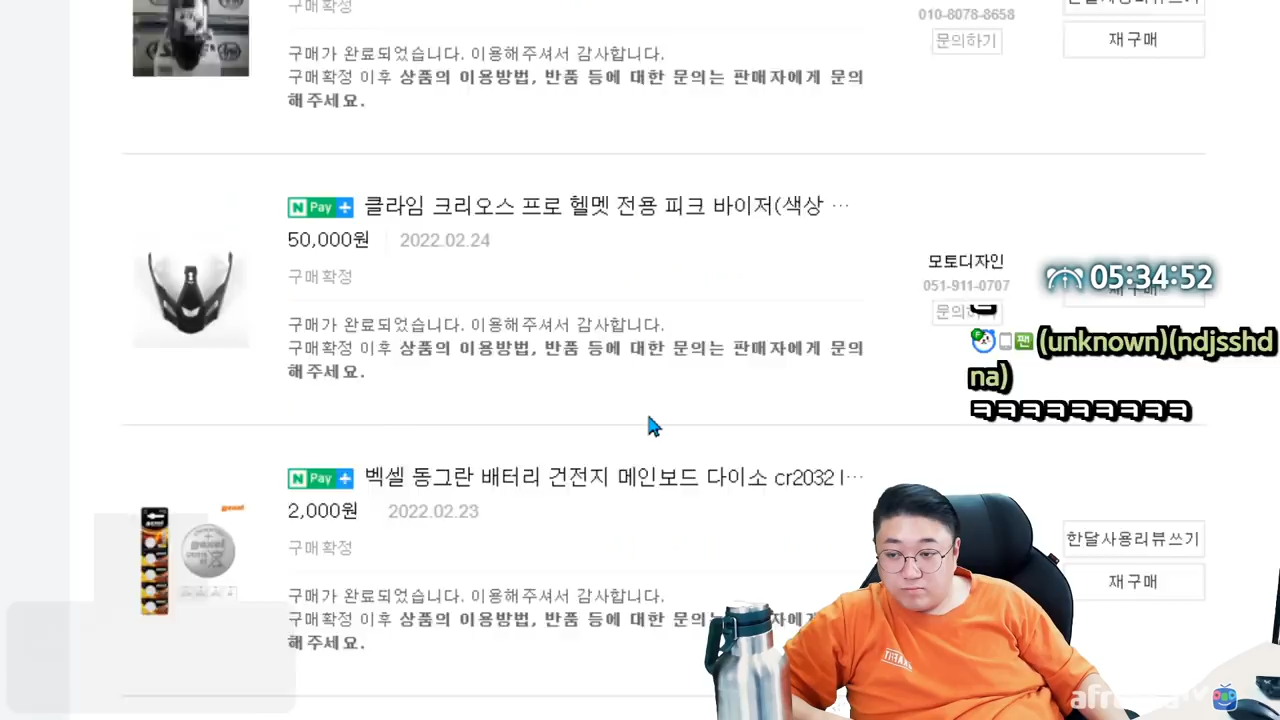 구매확정
010-8078-8658
문의하기
재구매
구매가 완료되었습니다. 이용해주셔서 감사합니다.
구매확정 이후 상품의 이용방법, 반품 등에 대한 문의는 판매자에게 문의
해주세요.
N Pay + 클라임 크리오스 프로 헬멧 전용 피크 바이저(색상 …
50,000원 2022.02.24
구매확정
모토디자인
051-911-0707
05:34:52
재구매
구매가 완료되었습니다. 이용해주셔서 감사합니다.
구매확정 이후 상품의 이용방법, 반품 등에 대한 문의는 판매자에게 문의
해주세요.
팬 (unknown)(ndjsshd
na)
ㅋㅋㅋㅋㅋㅋㅋㅋㅋ
N Pay + 벡셀 동그란 배터리 건전지 메인보드 다이소 cr2032 l…
2,000원 2022.02.23
구매확정
한달사용리뷰쓰기
재구매
구매가 완료되었습니다. 이용해주셔서 감사합니다.
구매확정 이후 상품의 이용방법, 반품 등에 대한 문의는
해주세요.